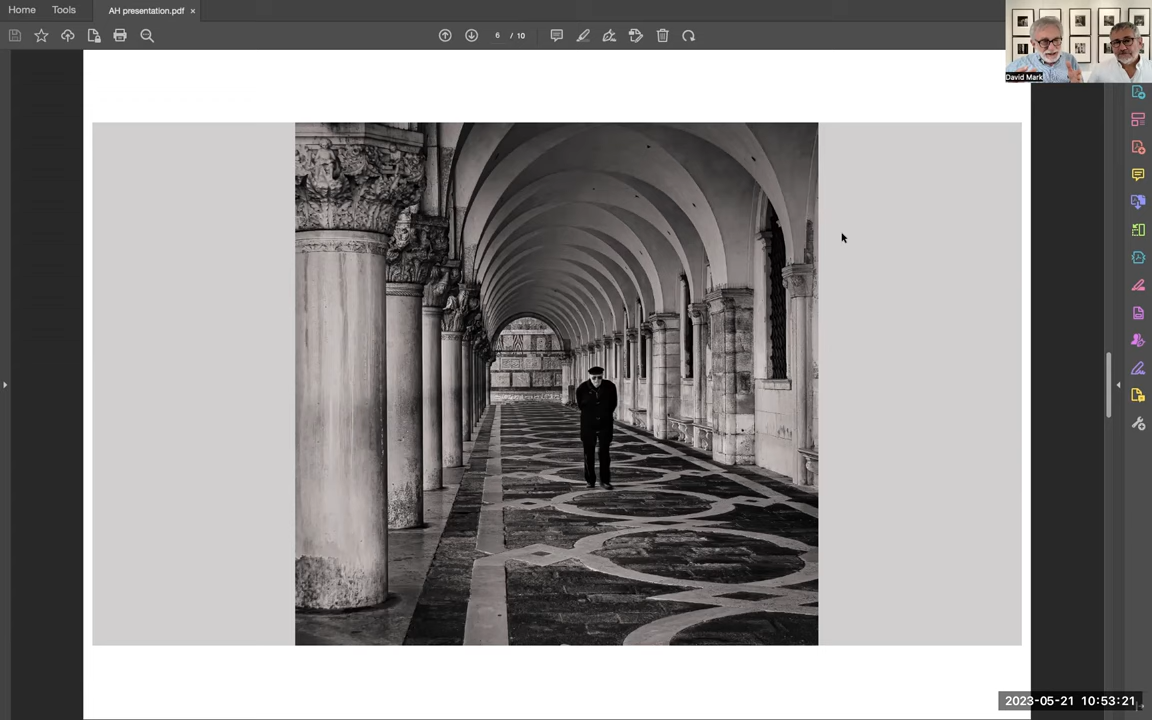 Home Tools AH presentation.pdf ×
6 / 10
David Mark
2023-05-21 10:53:21